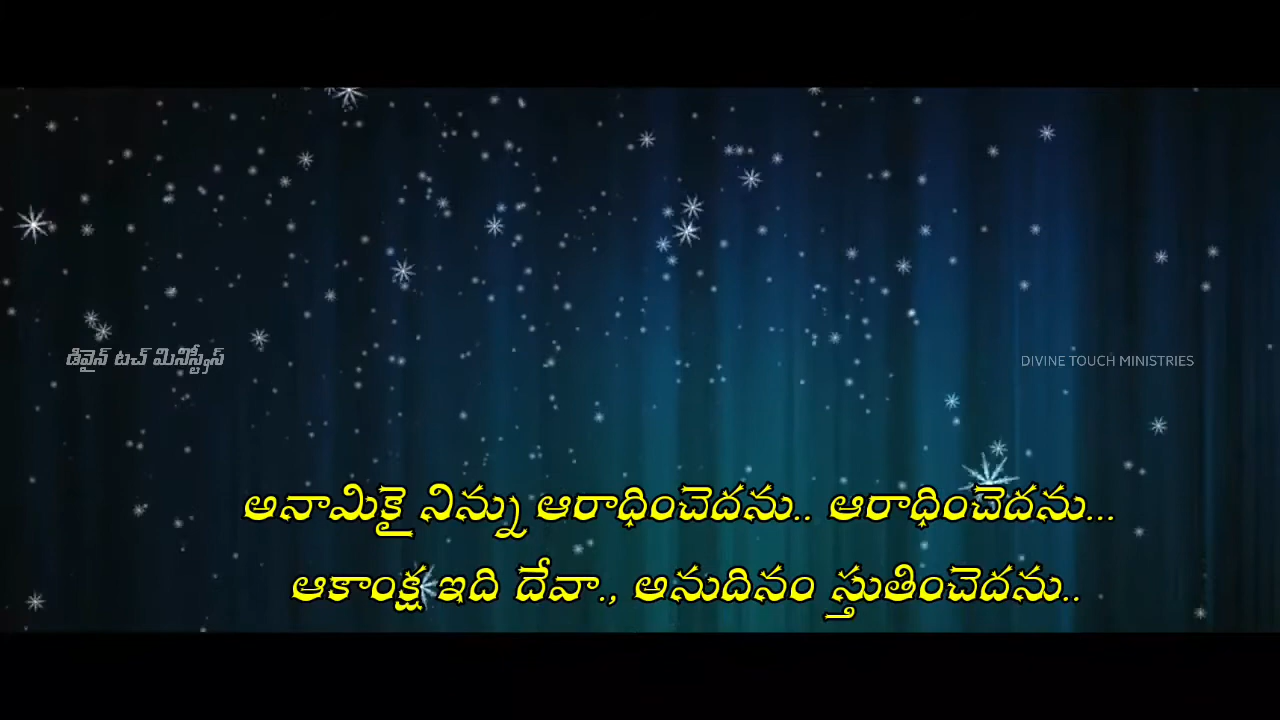 డివైన్ టచ్ మినిస్ట్రీస్
DIVINE TOUCH MINISTRIES
అనామికై నిన్ను ఆరాధించెదను.. ఆరాధించెదను...
ఆకాంక్ష ఇది దేవా., అనుదినం స్తుతించెదను..